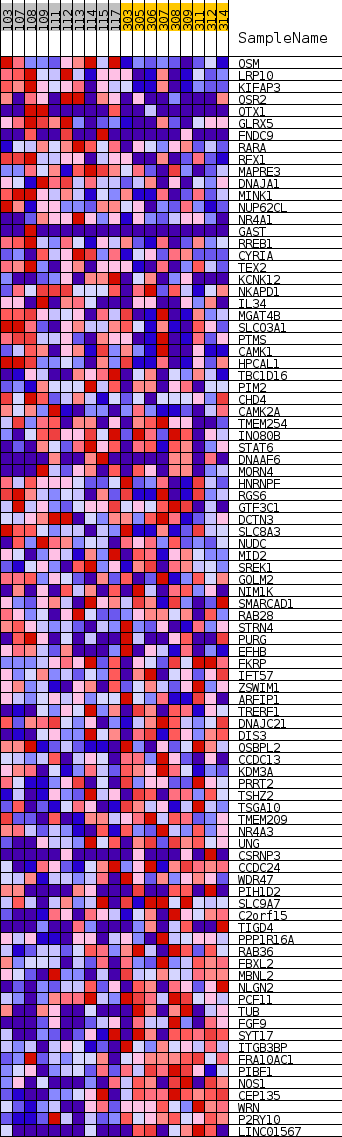 103 107 108 109 111 112 113 114 115 117 303 305 306 307 308 309 311 312 314
SampleName
OSM
LRP10
KIFAP3
OSR2
OTX1
GLRX5
FNDC9
RARA
RFX1
MAPRE3
DNAJA1
MINK1
NUP62CL
NR4A1
GAST
RREB1
CYRIA
TEX2
KCNK12
NKAPD1
IL34
MGAT4B
SLCO3A1
PTMS
CAMK1
HPCAL1
TBC1D16
PIM2
CHD4
CAMK2A
TMEM254
INO80B
STAT6
DNAAF6
MORN4
HNRNPF
RGS6
GTF3C1
DCTN3
SLC8A3
NUDC
MID2
SREK1
GOLM2
NIM1K
SMARCAD1
RAB28
STRN4
PURG
EFHB
FKRP
IFT57
ZSWIM1
ARFIP1
TRERF1
DNAJC21
DIS3
OSBPL2
CCDC13
KDM3A
PRRT2
TSHZ2
TSGA10
TMEM209
NR4A3
UNG
CSRNP3
CCDC24
WDR47
PIH1D2
SLC9A7
C2orf15
TIGD4
PPP1R16A
RAB36
FBXL2
MBNL2
NLGN2
PCF11
TUB
FGF9
SYT17
ITGB3BP
FRA10AC1
PIBF1
NOS1
CEP135
WRN
P2RY10
LINC01567